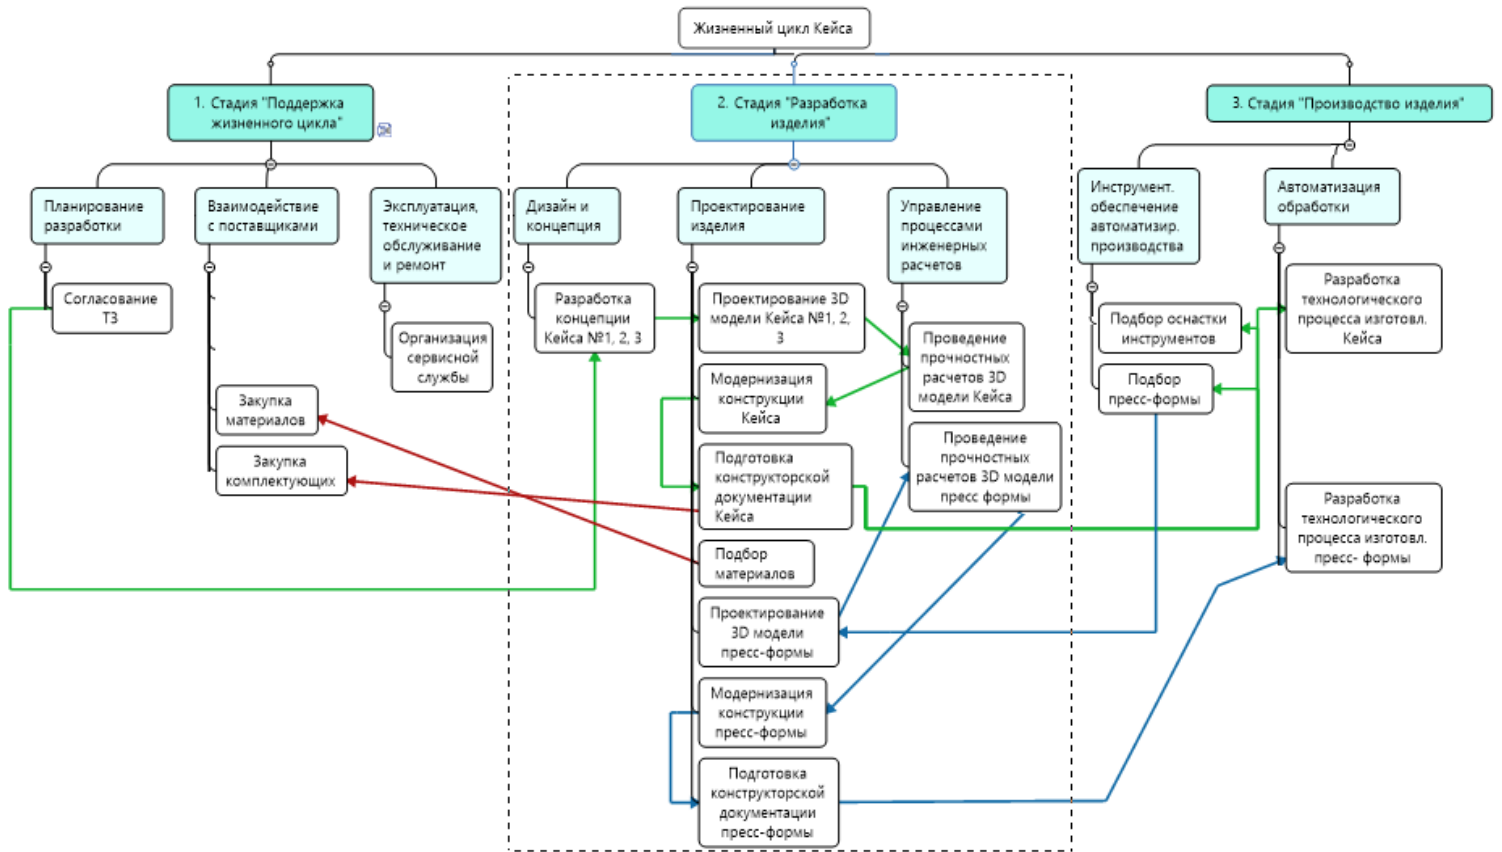 Жизненный цикл Кейса
1. Стадия "Поддержка
жизненного цикла"
2. Стадия "Разработка
изделия"
3. Стадия "Производство изделия"
Планирование
разработки
Взаимодействие
с поставщиками
Эксплуатация,
техническое
обслуживание
и ремонт
Дизайн и
концепция
Проектирование
изделия
Управление
процессами
инженерных
расчетов
Инструмент.
обеспечение
автоматизир.
производства
Автоматизация
обработки
Согласование
ТЗ
Организация
сервисной
службы
Закупка
материалов
Закупка
комплектующих
Разработка
концепции
Кейса №1, 2, 3
Проектирование 3D
модели Кейса №1, 2,
3
Модернизация
конструкции
Кейса
Подготовка
конструкторской
документации
Кейса
Подбор
материалов
Проектирование
3D модели
пресс-формы
Модернизация
конструкции
пресс-формы
Подготовка
конструкторской
документации
пресс-формы
Проведение
прочностных
расчетов 3D
модели Кейса
Проведение
прочностных
расчетов 3D модели
пресс формы
Подбор оснастки
инструментов
Подбор
пресс-формы
Разработка
технологического
процесса изготовл.
Кейса
Разработка
технологического
процесса изготовл.
пресс- формы